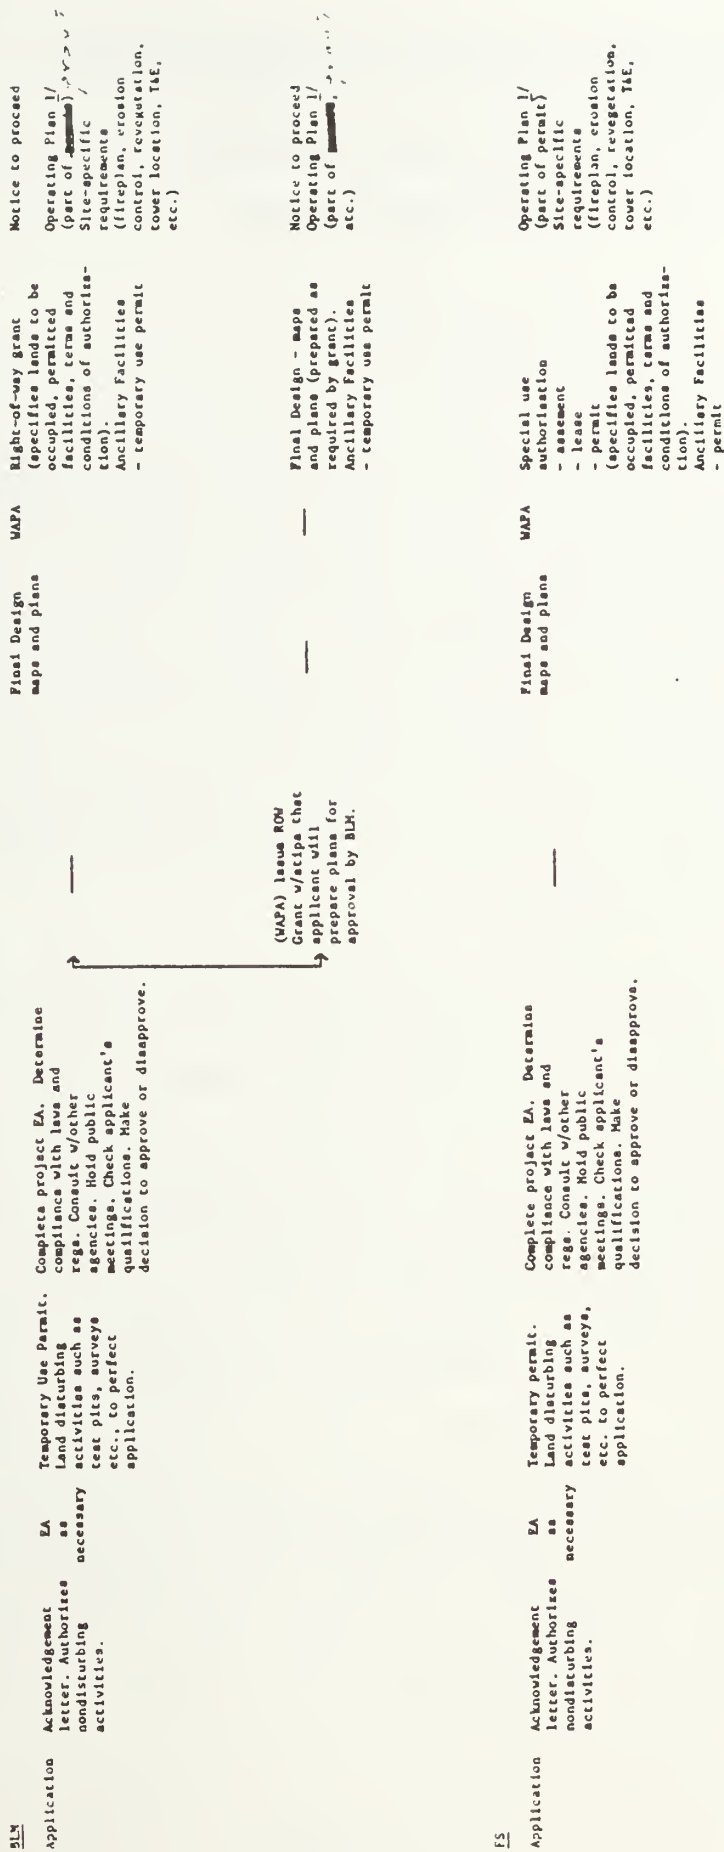 BLM
Application
Acknowledgement
letter. Authorizes
nondisturbing
activities.
EA
as
necessary
Temporary Use Parmit.
Land disturbing
activities such as
test pits, surveys
etc., to perfect
application.
Complete project EA. Determine
compliance with laws and
regs. Consult w/other
agencies. Hold public
meetings. Check applicant's
qualifications. Make
decision to approve or disapprove.
—
Final Design
maps and plans
WAPA
Right-of-way grant
(specifies lands to be
occupied, permitted
facilities, terms and
conditions of authoriza-
tion).
Ancillary Facilities
- temporary use permit
Notice to proceed
Operating Plan 1/
(part of
Site-specific
requirements
(fireplan, erosion
control, revegetation,
tower location, T&E,
etc.)
(WAPA) Issue ROW
Grant w/stips that
applicant will
prepare plans for
approval by BLM.
—
—
Final Design - maps
and plans (prepared as
required by grant).
Ancillary Facilities
- temporary use permit
Notice to proceed
Operating Plan 1/
(part of
etc.)
FS
Application
Acknowledgement
letter. Authorizes
nondisturbing
activities.
EA
as
necessary
Temporary permit.
Land disturbing
activities such as
test pits, surveys,
etc. to perfect
application.
Complete project EA. Determine
compliance with laws and
regs. Consult w/other
agencies. Hold public
meetings. Check applicant's
qualifications. Make
decision to approve or disapprove.
—
Final Design
maps and plans
WAPA
Special use
authorization
- easement
- lease
- permit
(specifies lands to be
occupied, permitted
facilities, terms and
conditions of authoriza-
tion).
Ancillary Facilities
- permit
Operating Plan 1/
(part of permit)
Site-specific
requirements
(fireplan, erosion
control, revegetation,
tower location, T&E,
etc.)